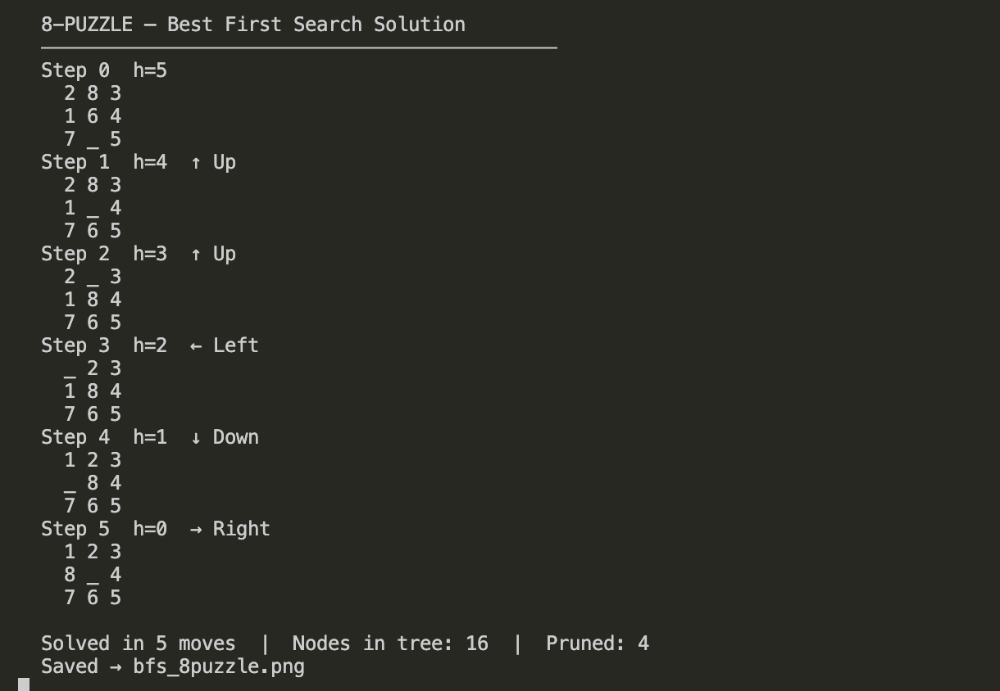 8-PUZZLE — Best First Search Solution
Step 0  h=5
2 8 3
1 6 4
7 _ 5
Step 1  h=4  ↑ Up
2 8 3
1 _ 4
7 6 5
Step 2  h=3  ↑ Up
2 _ 3
1 8 4
7 6 5
Step 3  h=2  ← Left
_ 2 3
1 8 4
7 6 5
Step 4  h=1  ↓ Down
1 2 3
_ 8 4
7 6 5
Step 5  h=0  → Right
1 2 3
8 _ 4
7 6 5
Solved in 5 moves  |  Nodes in tree: 16  |  Pruned: 4
Saved → bfs_8puzzle.png